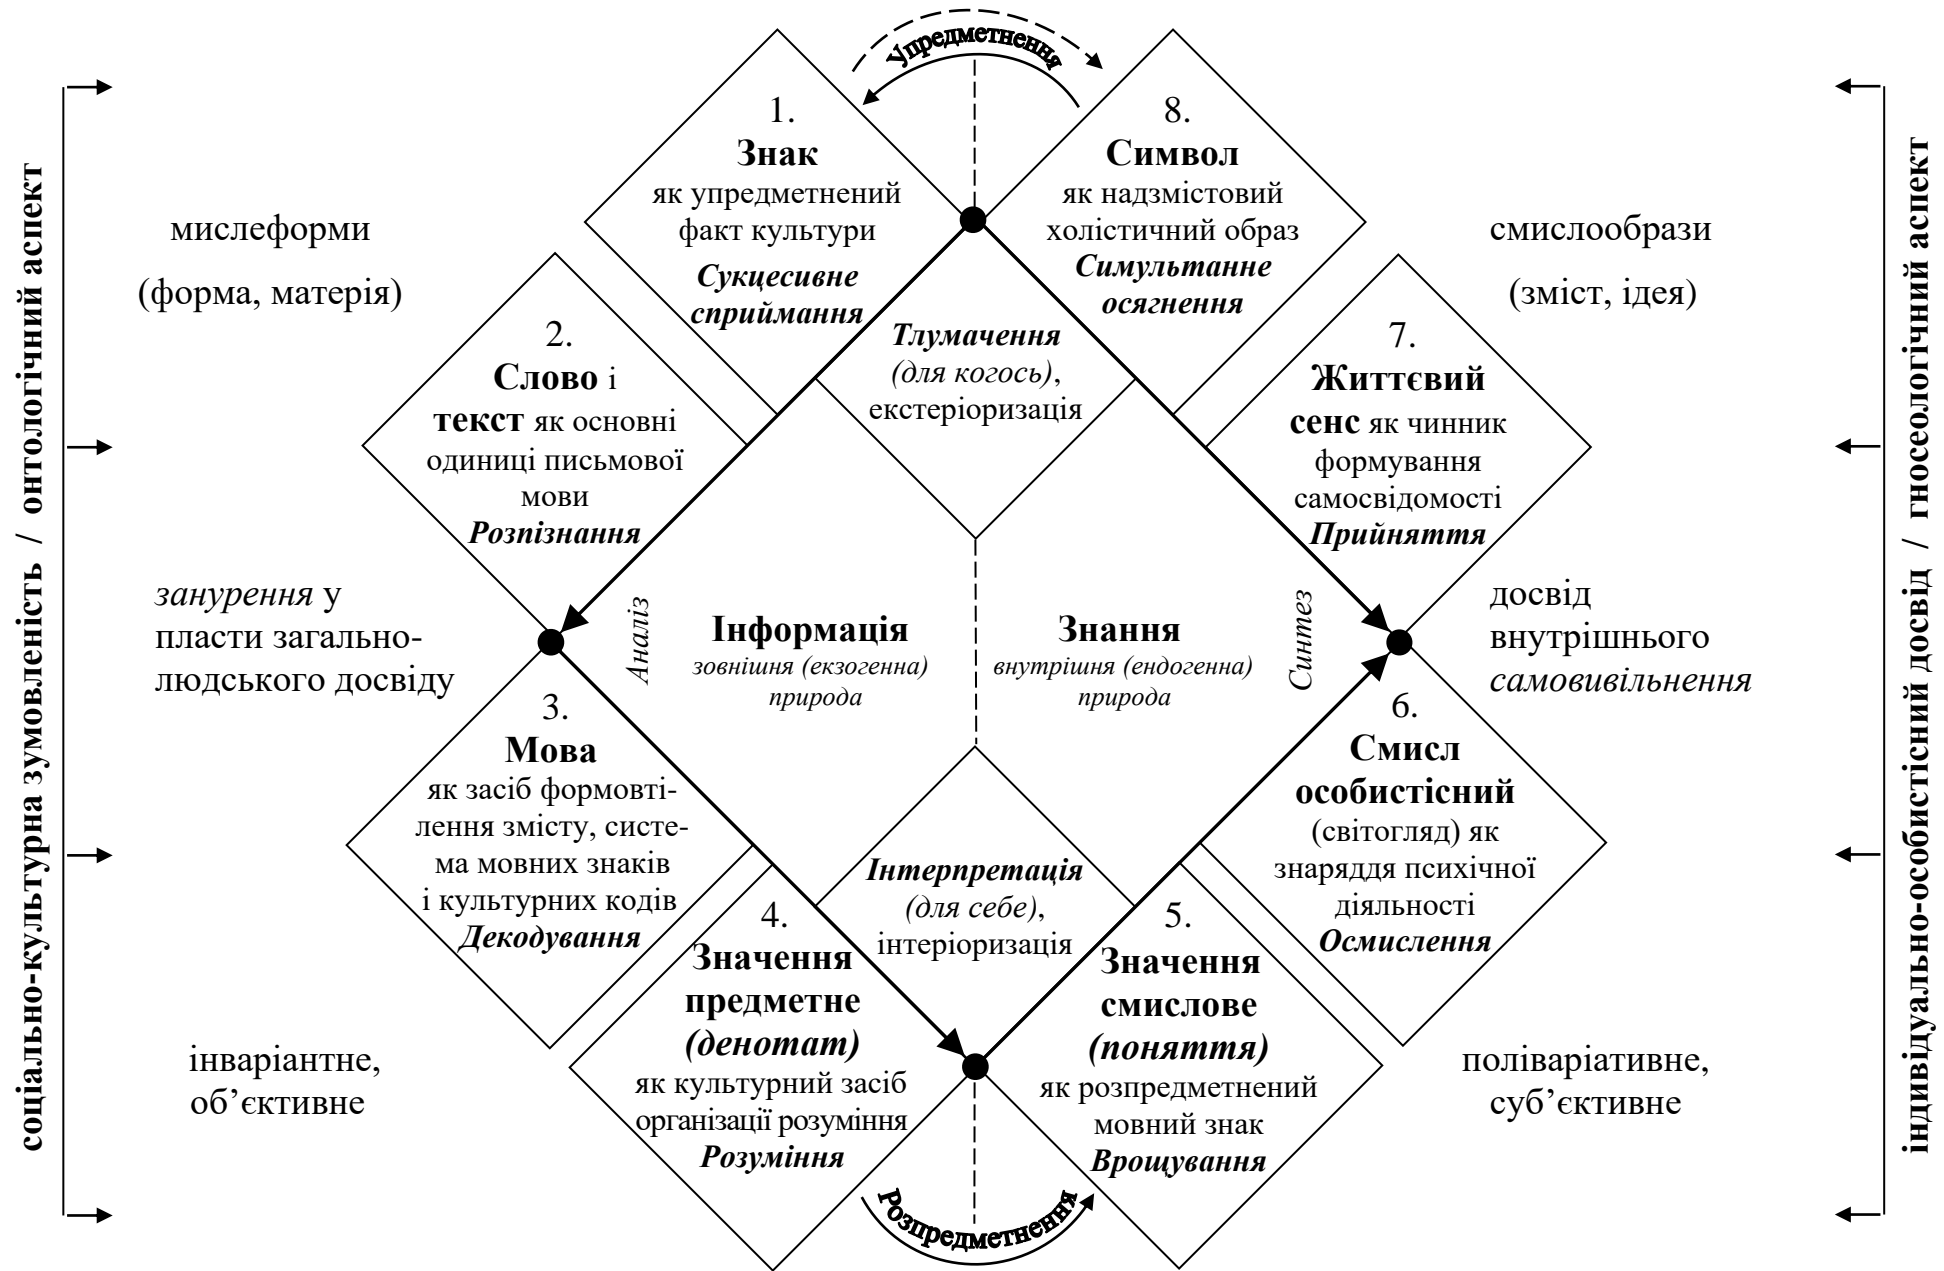 соціально-культурна зумовленість / онтологічний аспект
мислеформи
(форма, матерія)
занурення у
пласти загально-
людського досвіду
інваріантне,
об’єктивне
Упредметнення
1.
Знак
як упредметнений
факт культури
Сукцесивне
сприймання
2.
Слово і
текст як основні
одиниці письмової
мови
Розпізнання
3.
Мова
як засіб формовті-
лення змісту, систе-
ма мовних знаків
і культурних кодів
Декодування
4.
Значення
предметне
(денотат)
як культурний засіб
організації розуміння
Розуміння
Тлумачення
(для когось),
екстеріоризація
Аналіз
Інформація
зовнішня (екзогенна)
природа
Знання
внутрішня (ендогенна)
природа
Синтез
Інтерпретація
(для себе),
інтеріоризація
5.
Значення
смислове
(поняття)
як розпредметнений
мовний знак
Врощування
6.
Смисл
особистісний
(світогляд) як
знаряддя психічної
діяльності
Осмислення
7.
Життєвий
сенс як чинник
формування
самосвідомості
Прийняття
8.
Символ
як надзмістовий
холістичний образ
Симультанне
осягнення
Розпредметнення
смислообрази
(зміст, ідея)
досвід
внутрішнього
самовивільнення
поліваріативне,
суб’єктивне
індивідуально-особистісний досвід / гносеологічний аспект